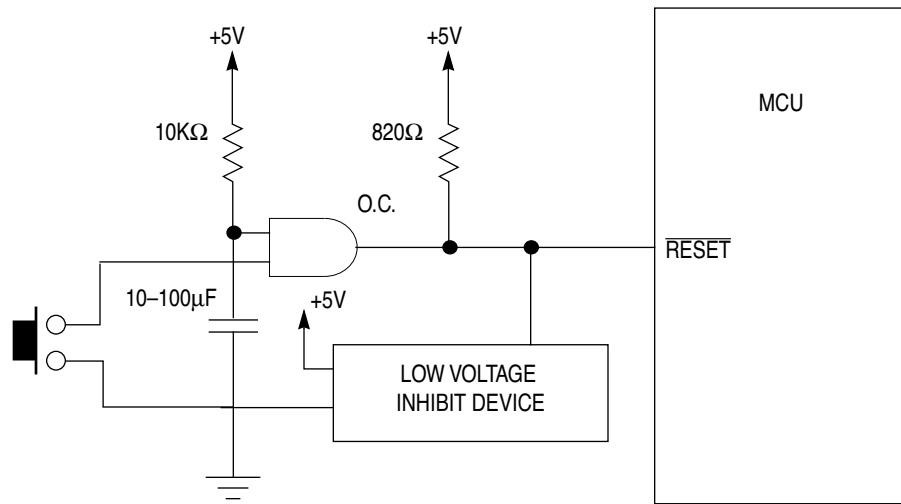 +5V
+5V
MCU
10KΩ
820Ω
O.C.
RESET
10–100μF
+5V
LOW VOLTAGE
INHIBIT DEVICE